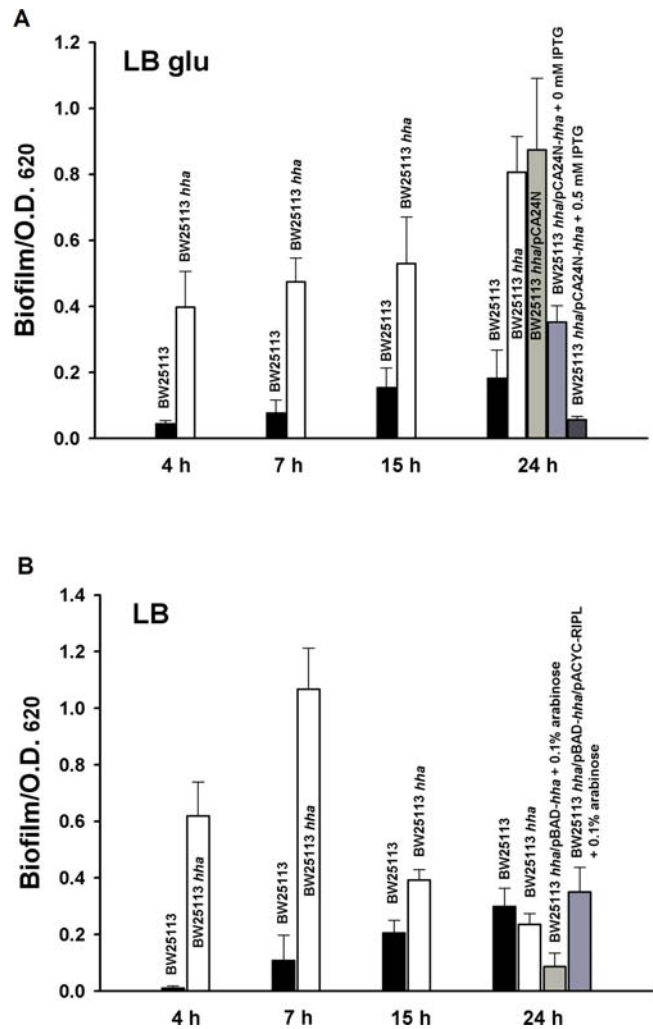 A
LB glu
Biofilm/O.D. 620
1.2
1.0
0.8
0.6
0.4
0.2
0.0
BW25113
BW25113 hha
BW25113
BW25113 hha
BW25113
BW25113 hha
BW25113
BW25113 hha
BW25113 hha/pCA24N
BW25113 hha/pCA24N-hha + 0 mM IPTG
BW25113 hha/pCA24N-hha + 0.5 mM IPTG
4 h
7 h
15 h
24 h
B
LB
Biofilm/O.D. 620
1.4
1.2
1.0
0.8
0.6
0.4
0.2
0.0
BW25113
BW25113 hha
BW25113
BW25113 hha
BW25113
BW25113 hha
BW25113
BW25113 hha
BW25113 hha/pBAD-hha + 0.1% arabinose
BW25113 hha/pBAD-hha/pACYC-RIPL
+ 0.1% arabinose
4 h
7 h
15 h
24 h